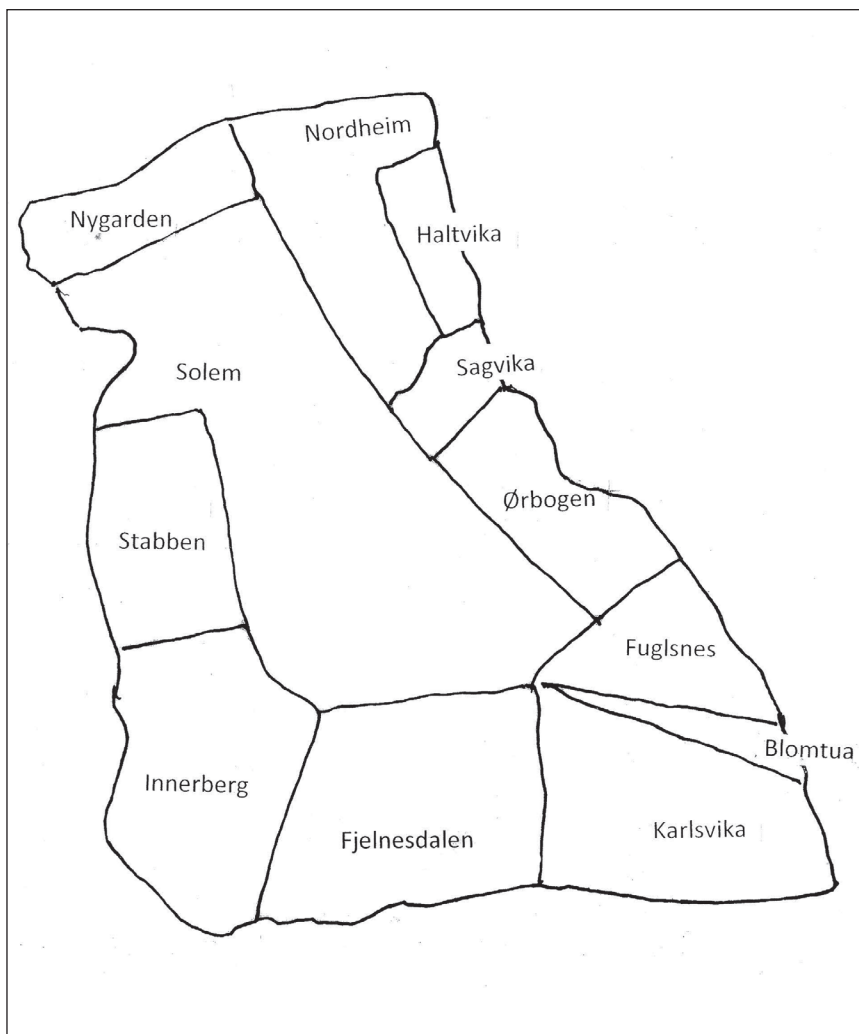 Nordheim
Nygarden
Haltvika
Sagvika
Solem
Ørbogen
Stabben
Fuglsnes
Blomtua
Innerberg
Karlsvika
Fjelnesdalen